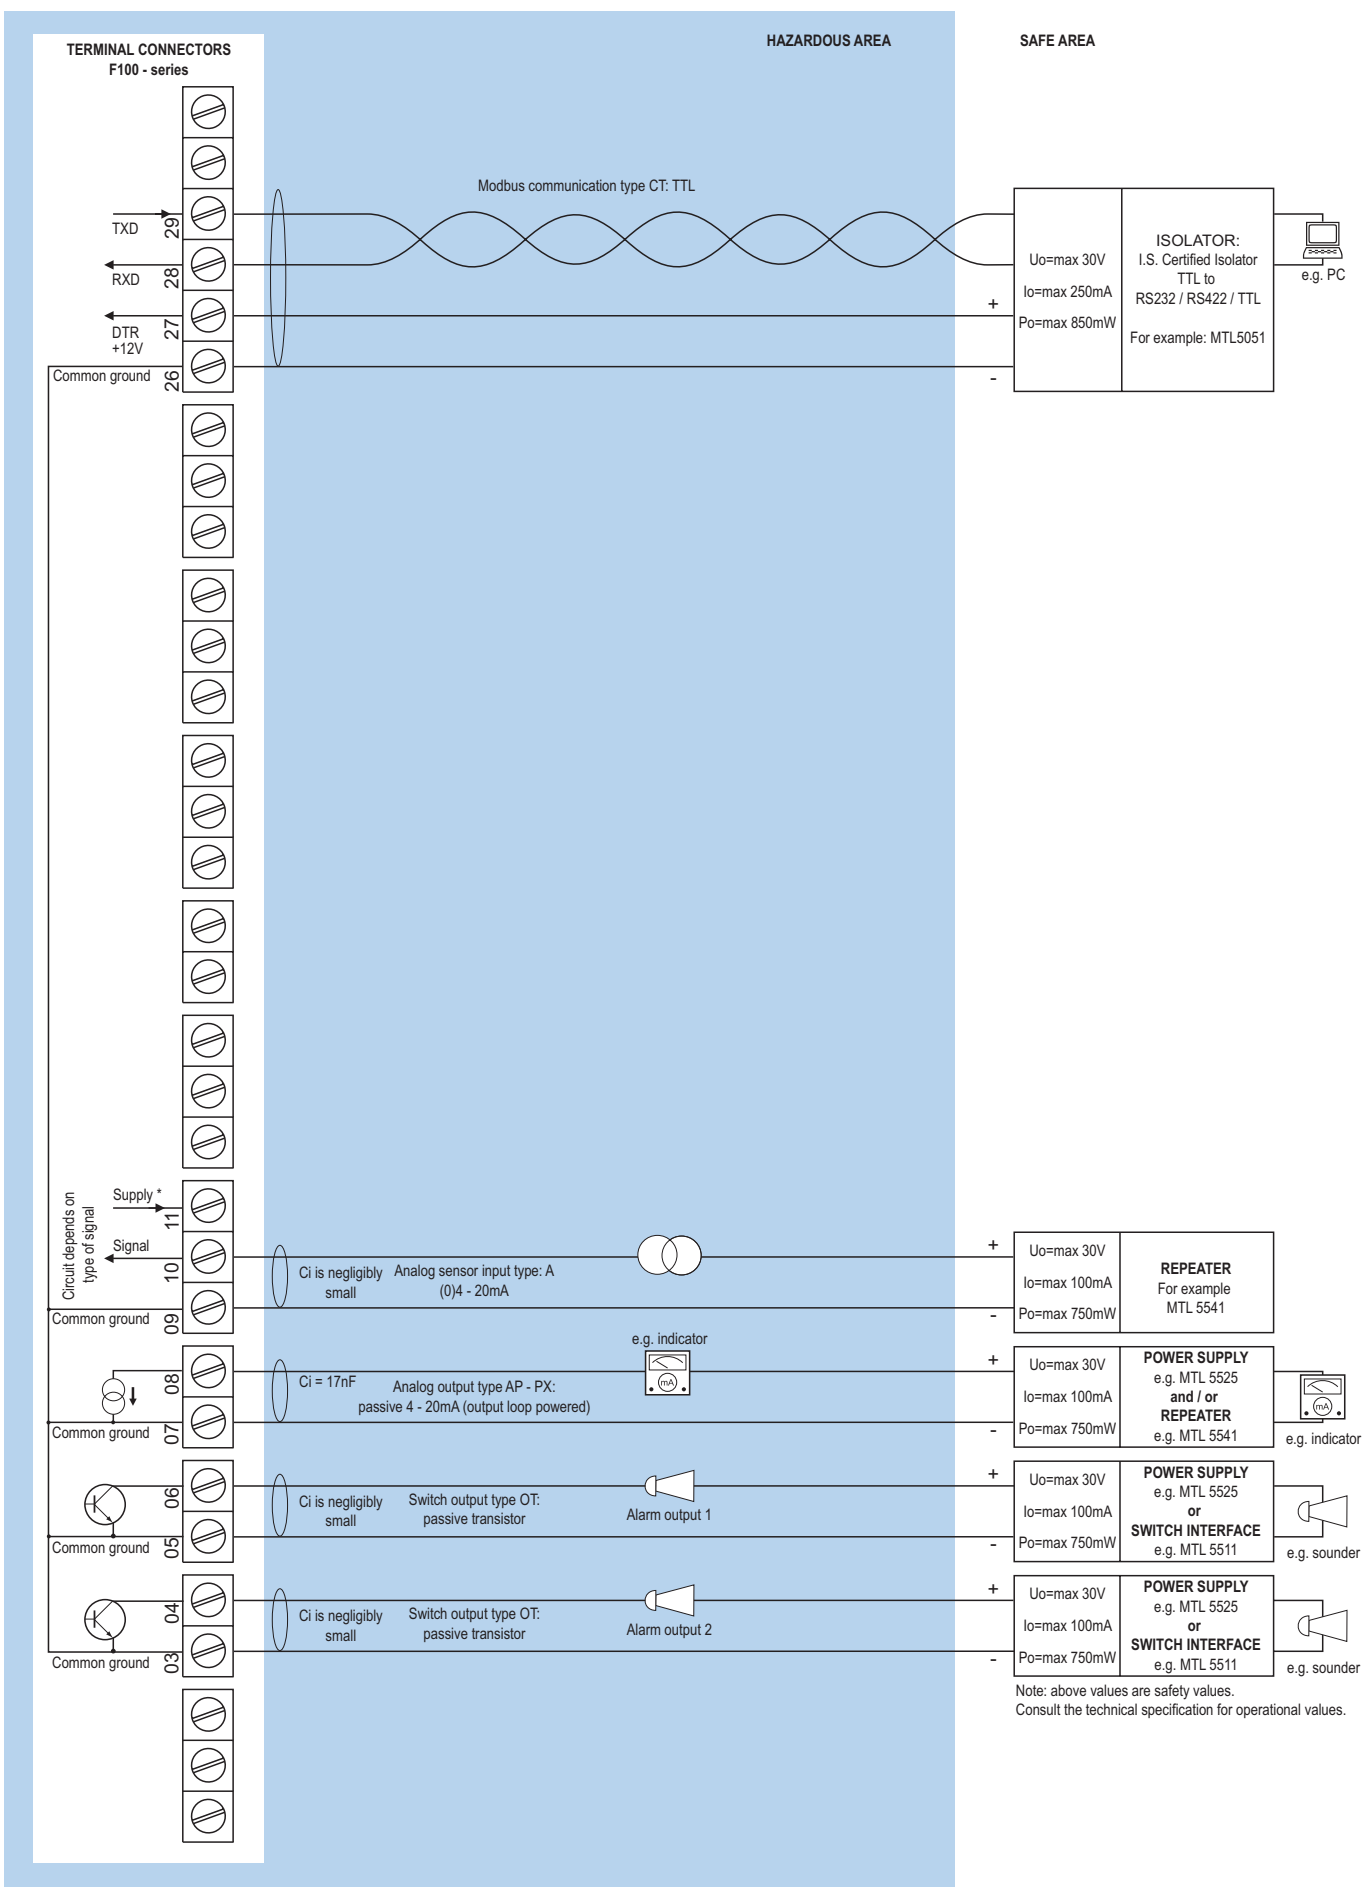 TERMINAL CONNECTORS
F100 - series
HAZARDOUS AREA
SAFE AREA
Modbus communication type CT: TTL
TXD
29
RXD
28
DTR
+12V
27
Common ground
26
+
-
Uo=max 30V
Io=max 250mA
Po=max 850mW
ISOLATOR:
I.S. Certified Isolator
TTL to
RS232 / RS422 / TTL
For example: MTL5051
e.g. PC
Circuit depends on
type of signal
Supply *
11
Signal
10
Common ground
09
Ci is negligibly
small
Analog sensor input type: A
(0)4 - 20mA
+
-
Uo=max 30V
Io=max 100mA
Po=max 750mW
REPEATER
For example
MTL 5541
08
Common ground
07
Ci = 17nF
Analog output type AP - PX:
passive 4 - 20mA (output loop powered)
e.g. indicator
mA
+
-
Uo=max 30V
Io=max 100mA
Po=max 750mW
POWER SUPPLY
e.g. MTL 5525
and / or
REPEATER
e.g. MTL 5541
mA
e.g. indicator
06
Common ground
05
Ci is negligibly
small
Switch output type OT:
passive transistor
Alarm output 1
+
-
Uo=max 30V
Io=max 100mA
Po=max 750mW
POWER SUPPLY
e.g. MTL 5525
or
SWITCH INTERFACE
e.g. MTL 5511
e.g. sounder
04
Common ground
03
Ci is negligibly
small
Switch output type OT:
passive transistor
Alarm output 2
+
-
Uo=max 30V
Io=max 100mA
Po=max 750mW
POWER SUPPLY
e.g. MTL 5525
or
SWITCH INTERFACE
e.g. MTL 5511
e.g. sounder
Note: above values are safety values.
Consult the technical specification for operational values.